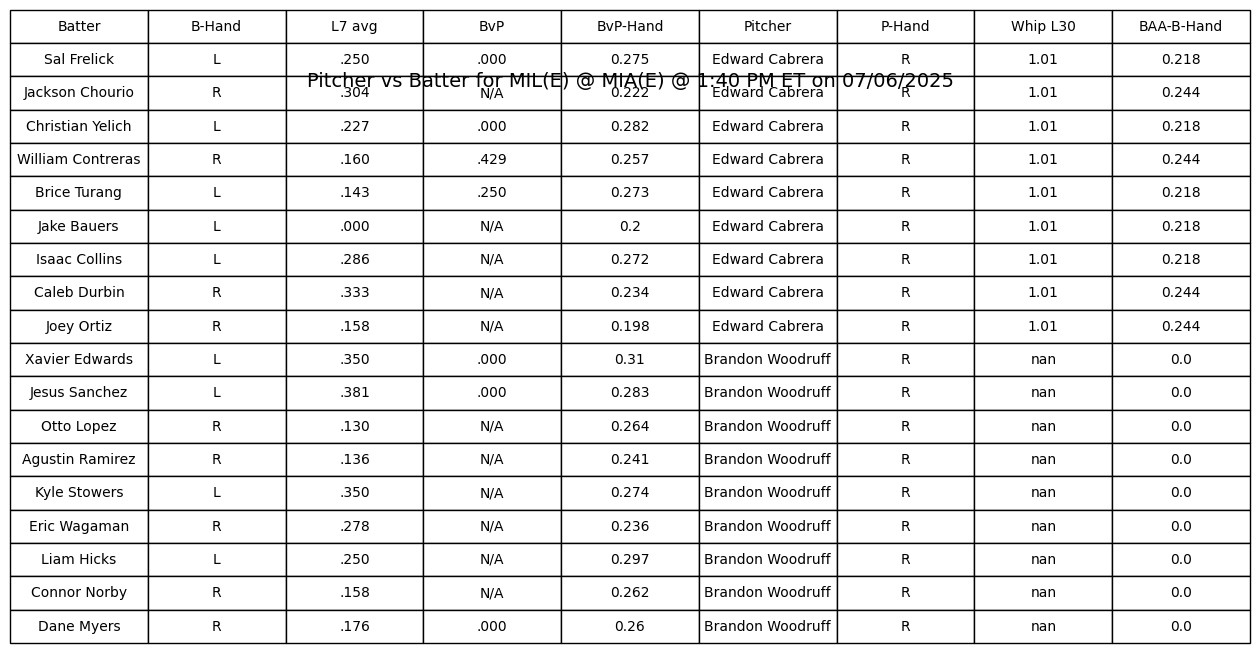 Batter B-Hand L7 avg BvP BvP-Hand Pitcher P-Hand Whip L30 BAA-B-Hand
Sal Frelick L .250 .000 0.275 Edward Cabrera R 1.01 0.218
Pitcher vs Batter for MIL(E) @ MIA(E) @ 1:40 PM ET on 07/06/2025
Jackson Chourio R .304 N/A 0.222 Edward Cabrera R 1.01 0.244
Christian Yelich L .227 .000 0.282 Edward Cabrera R 1.01 0.218
William Contreras R .160 .429 0.257 Edward Cabrera R 1.01 0.244
Brice Turang L .143 .250 0.273 Edward Cabrera R 1.01 0.218
Jake Bauers L .000 N/A 0.2 Edward Cabrera R 1.01 0.218
Isaac Collins L .286 N/A 0.272 Edward Cabrera R 1.01 0.218
Caleb Durbin R .333 N/A 0.234 Edward Cabrera R 1.01 0.244
Joey Ortiz R .158 N/A 0.198 Edward Cabrera R 1.01 0.244
Xavier Edwards L .350 .000 0.31 Brandon Woodruff R nan 0.0
Jesus Sanchez L .381 .000 0.283 Brandon Woodruff R nan 0.0
Otto Lopez R .130 N/A 0.264 Brandon Woodruff R nan 0.0
Agustin Ramirez R .136 N/A 0.241 Brandon Woodruff R nan 0.0
Kyle Stowers L .350 N/A 0.274 Brandon Woodruff R nan 0.0
Eric Wagaman R .278 N/A 0.236 Brandon Woodruff R nan 0.0
Liam Hicks L .250 N/A 0.297 Brandon Woodruff R nan 0.0
Connor Norby R .158 N/A 0.262 Brandon Woodruff R nan 0.0
Dane Myers R .176 .000 0.26 Brandon Woodruff R nan 0.0